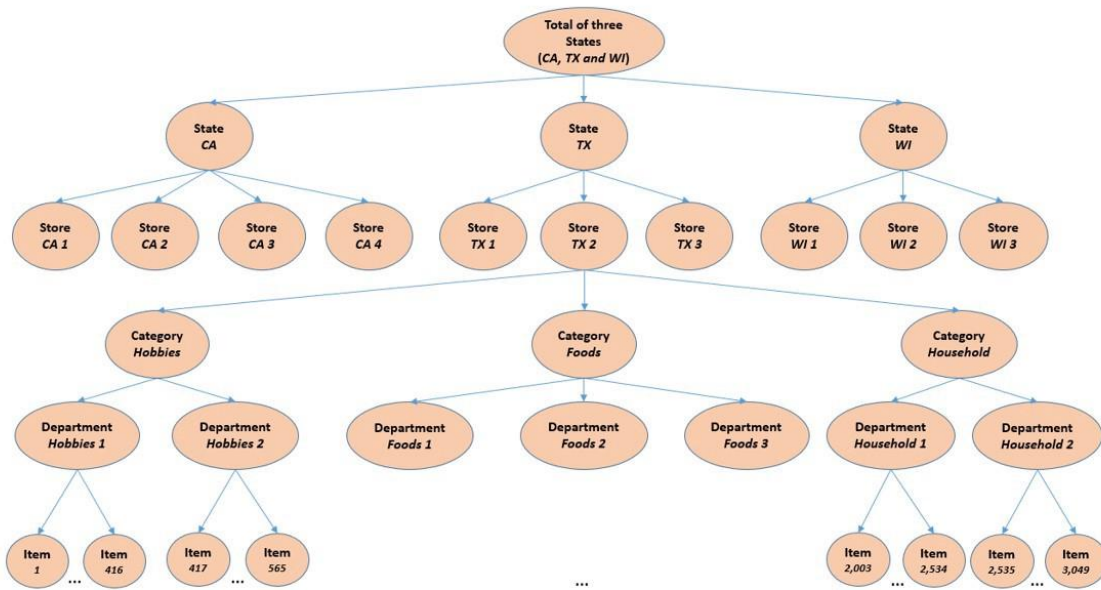 Total of three
States
(CA, TX and WI)
State
CA
State
TX
State
WI
Store
CA 1
Store
CA 2
Store
CA 3
Store
CA 4
Store
TX 1
Store
TX 2
Store
TX 3
Store
WI 1
Store
WI 2
Store
WI 3
Category
Hobbies
Category
Foods
Category
Household
Department
Hobbies 1
Department
Hobbies 2
Department
Foods 1
Department
Foods 2
Department
Foods 3
Department
Household 1
Department
Household 2
Item
1
...
Item
416
Item
417
...
Item
565
...
Item
2,003
...
Item
2,534
Item
2,535
...
Item
3,049